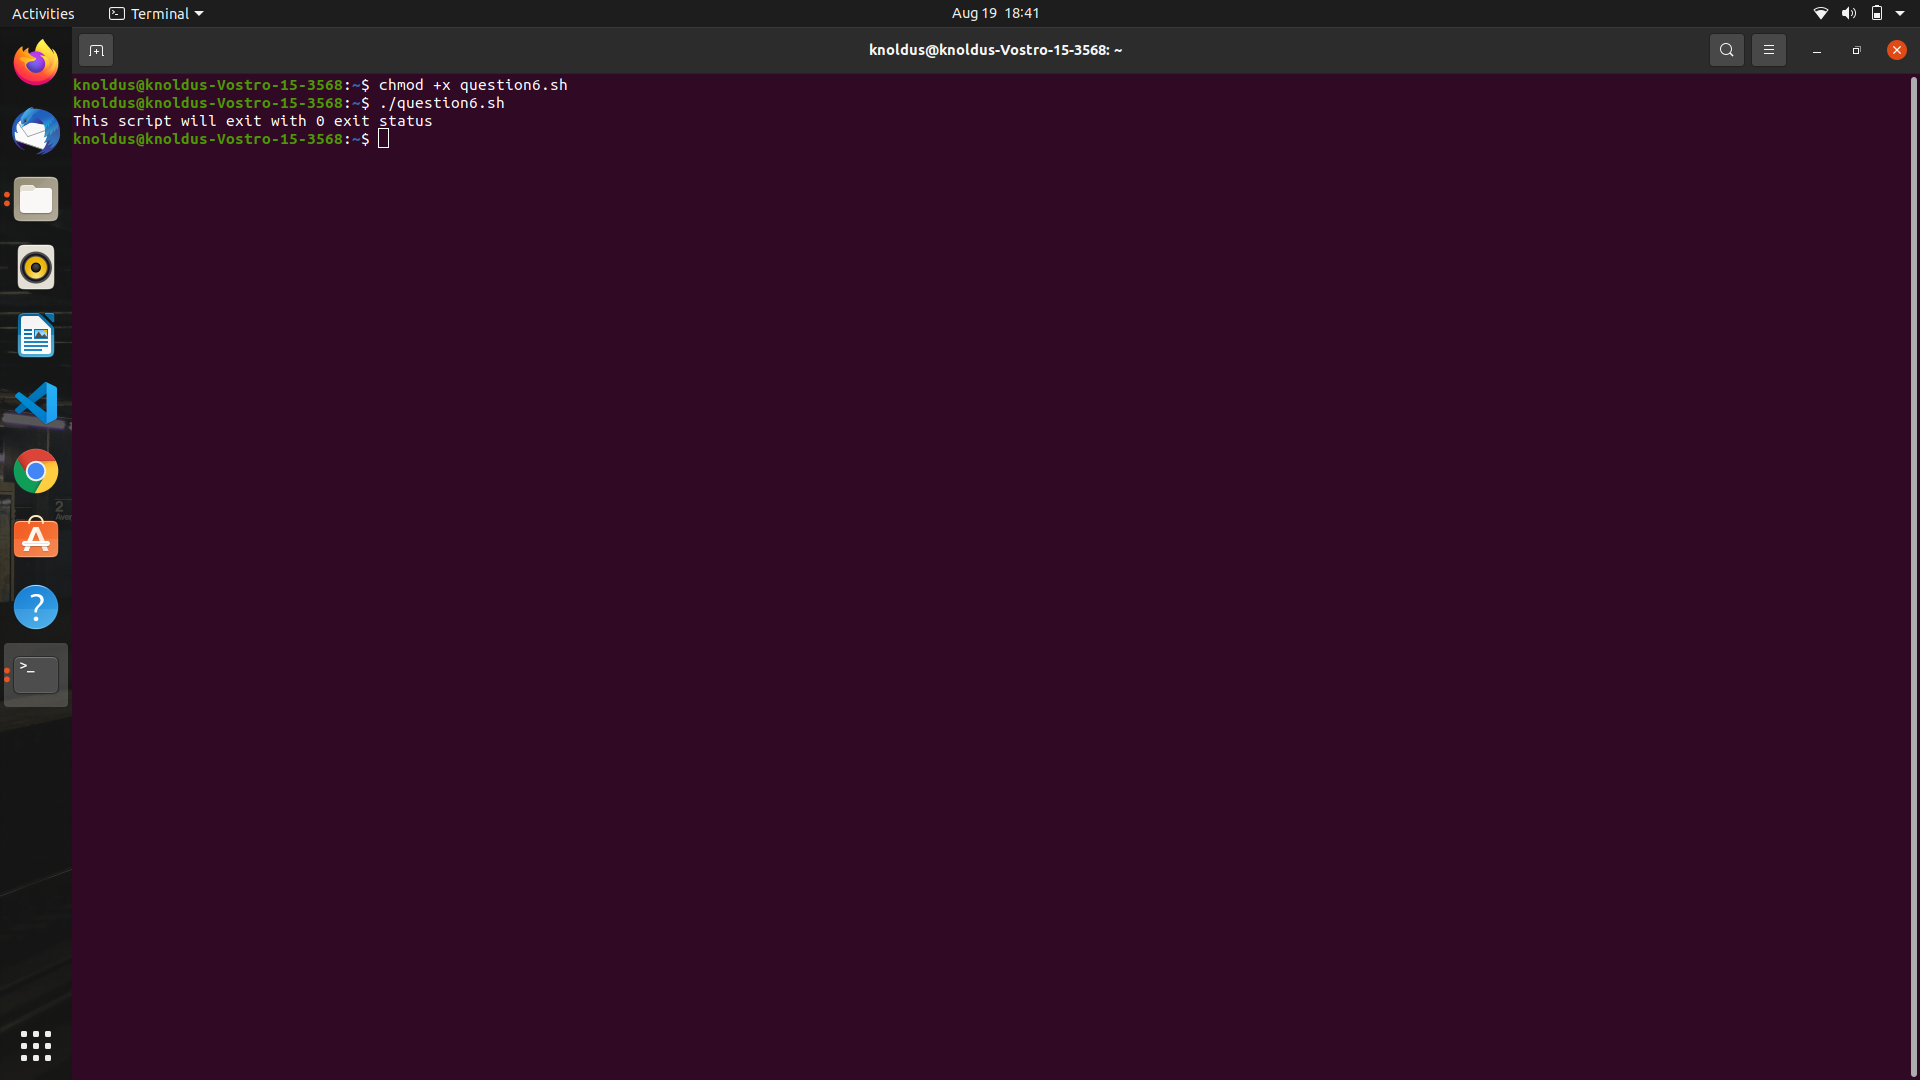 Activities Terminal Aug 19 18:41
knoldus@knoldus-Vostro-15-3568: ~
knoldus@knoldus-Vostro-15-3568:~$ chmod +x question6.sh
knoldus@knoldus-Vostro-15-3568:~$ ./question6.sh
This script will exit with 0 exit status
knoldus@knoldus-Vostro-15-3568:~$
2